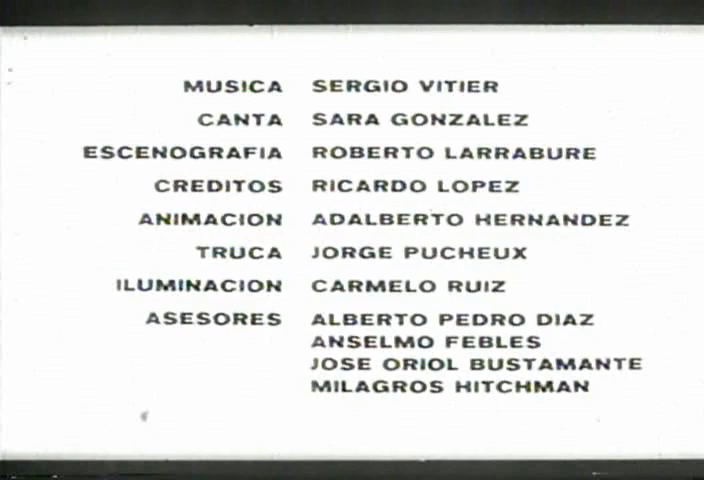 MUSICA SERGIO VITIER
CANTA SARA GONZALEZ
ESCENOGRAFIA ROBERTO LARRABURE
CREDITOS RICARDO LOPEZ
ANIMACION ADALBERTO HERNANDEZ
TRUCA JORGE PUCHEUX
ILUMINACION CARMELO RUIZ
ASESORES ALBERTO PEDRO DIAZ
ANSELMO FEBLES
JOSE ORIOL BUSTAMANTE
MILAGROS HITCHMAN